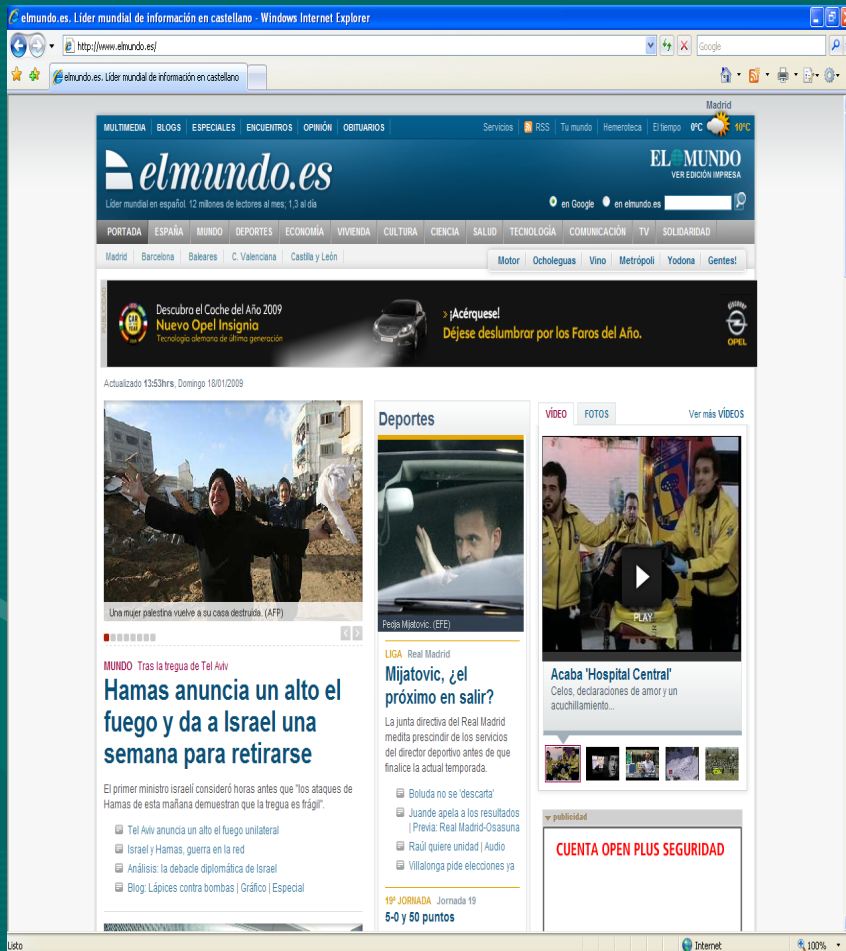 elmundo.es. Líder mundial de información en castellano - Windows Internet Explorer
http://www.elmundo.es/
Google
elmundo.es. Líder mundial de información en castellano
Madrid
MULTIMEDIA | BLOGS | ESPECIALES | ENCUENTROS | OPINIÓN | OBITUARIOS
Servicios | RSS | Tu mundo | Hemeroteca | El tiempo 0ºC 10ºC
elmundo.es
EL MUNDO
VER EDICIÓN IMPRESA
Líder mundial en español. 12 millones de lectores al mes; 1,3 al día
en Google en elmundo.es
PORTADA ESPAÑA MUNDO DEPORTES ECONOMÍA VIVIENDA CULTURA CIENCIA SALUD TECNOLOGÍA COMUNICACIÓN TV SOLIDARIDAD
Madrid | Barcelona | Baleares | C. Valenciana | Castilla y León
Motor | Ocholeguas | Vino | Metrópoli | Yodona | Gentes!
Descubra el Coche del Año 2009
Nuevo Opel Insignia
Tecnología alemana de última generación
> ¡Acérquese!
Déjese deslumbrar por los Faros del Año.
OPEL
Actualizado 13:53hrs, Domingo 18/01/2009
Una mujer palestina vuelve a su casa destruida. (AFP)
MUNDO Tras la tregua de Tel Aviv
Hamas anuncia un alto el
fuego y da a Israel una
semana para retirarse
El primer ministro israelí consideró horas antes que "los ataques de
Hamas de esta mañana demuestran que la tregua es frágil".
Tel Aviv anuncia un alto el fuego unilateral
Israel y Hamas, guerra en la red
Análisis: la debacle diplomática de Israel
Blog: Lápices contra bombas | Gráfico | Especial
Deportes
Pedja Mijatovic. (EFE)
LIGA Real Madrid
Mijatovic, ¿el
próximo en salir?
La junta directiva del Real Madrid
medita prescindir de los servicios
del director deportivo antes de que
finalice la actual temporada.
Boluda no se 'descarta'
Juande apela a los resultados
| Previa: Real Madrid-Osasuna
Raúl quiere unidad | Audio
Villalonga pide elecciones ya
19ª JORNADA Jornada 19
5-0 y 50 puntos
VÍDEO FOTOS Ver más VÍDEOS
PLAY
Acaba 'Hospital Central'
Celos, declaraciones de amor y un
acuchillamiento...
publicidad
CUENTA OPEN PLUS SEGURIDAD
Listo
Internet
100%